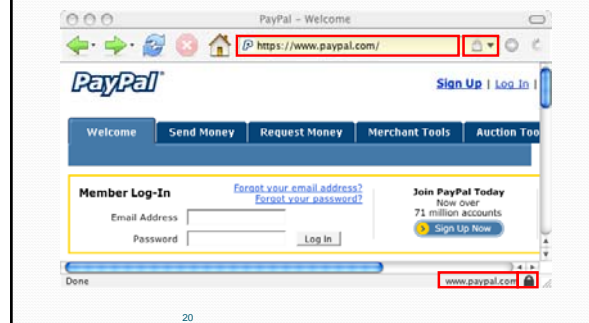 PayPal – Welcome
https://www.paypal.com/
PayPal
Sign Up | Log In |
Welcome Send Money Request Money Merchant Tools Auction Too
Member Log-In
Forgot your email address?
Forgot your password?
Email Address
Password
Log In
Join PayPal Today
Now over
71 million accounts
Sign Up Now
Done
www.paypal.com
20